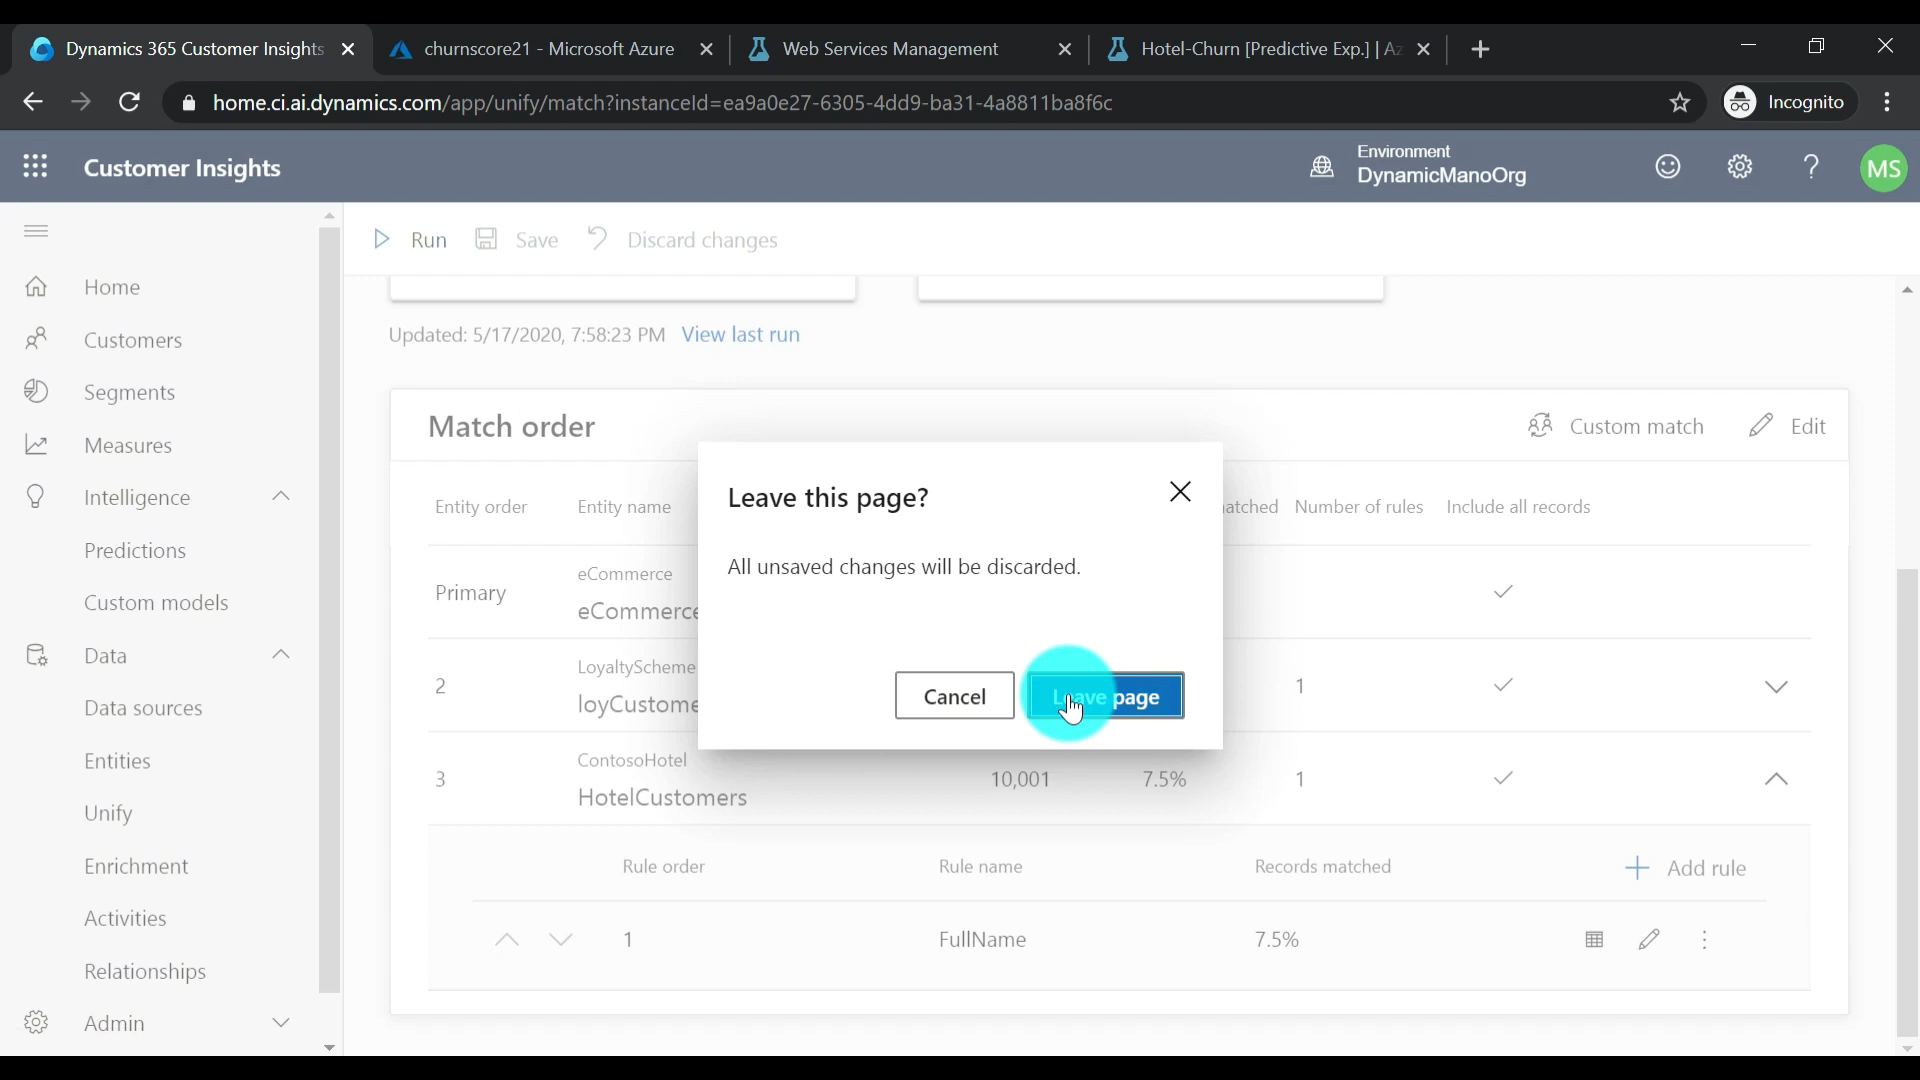 Dynamics 365 Customer Insights
churnscore21 - Microsoft Azure
Web Services Management
Hotel-Churn [Predictive Exp.] | Az
home.ci.ai.dynamics.com/app/unify/match?instanceId=ea9a0e27-6305-4dd9-ba31-4a8811ba8f6c
Incognito
Customer Insights
Environment
DynamicManoOrg
?
MS
Run
Save
Discard changes
Home
Customers
Segments
Measures
Intelligence
Predictions
Custom models
Data
Data sources
Entities
Unify
Enrichment
Activities
Relationships
Admin
Updated: 5/17/2020, 7:58:23 PM View last run
Match order
Custom match
Edit
Entity order
Entity name
atched
Number of rules
Include all records
Primary
eCommerce
eCommerce
2
LoyaltyScheme
loyCustome
1
3
ContosoHotel
HotelCustomers
10,001
7.5%
1
Rule order
Rule name
Records matched
Add rule
1
FullName
7.5%
Leave this page?
All unsaved changes will be discarded.
Cancel
Leave page